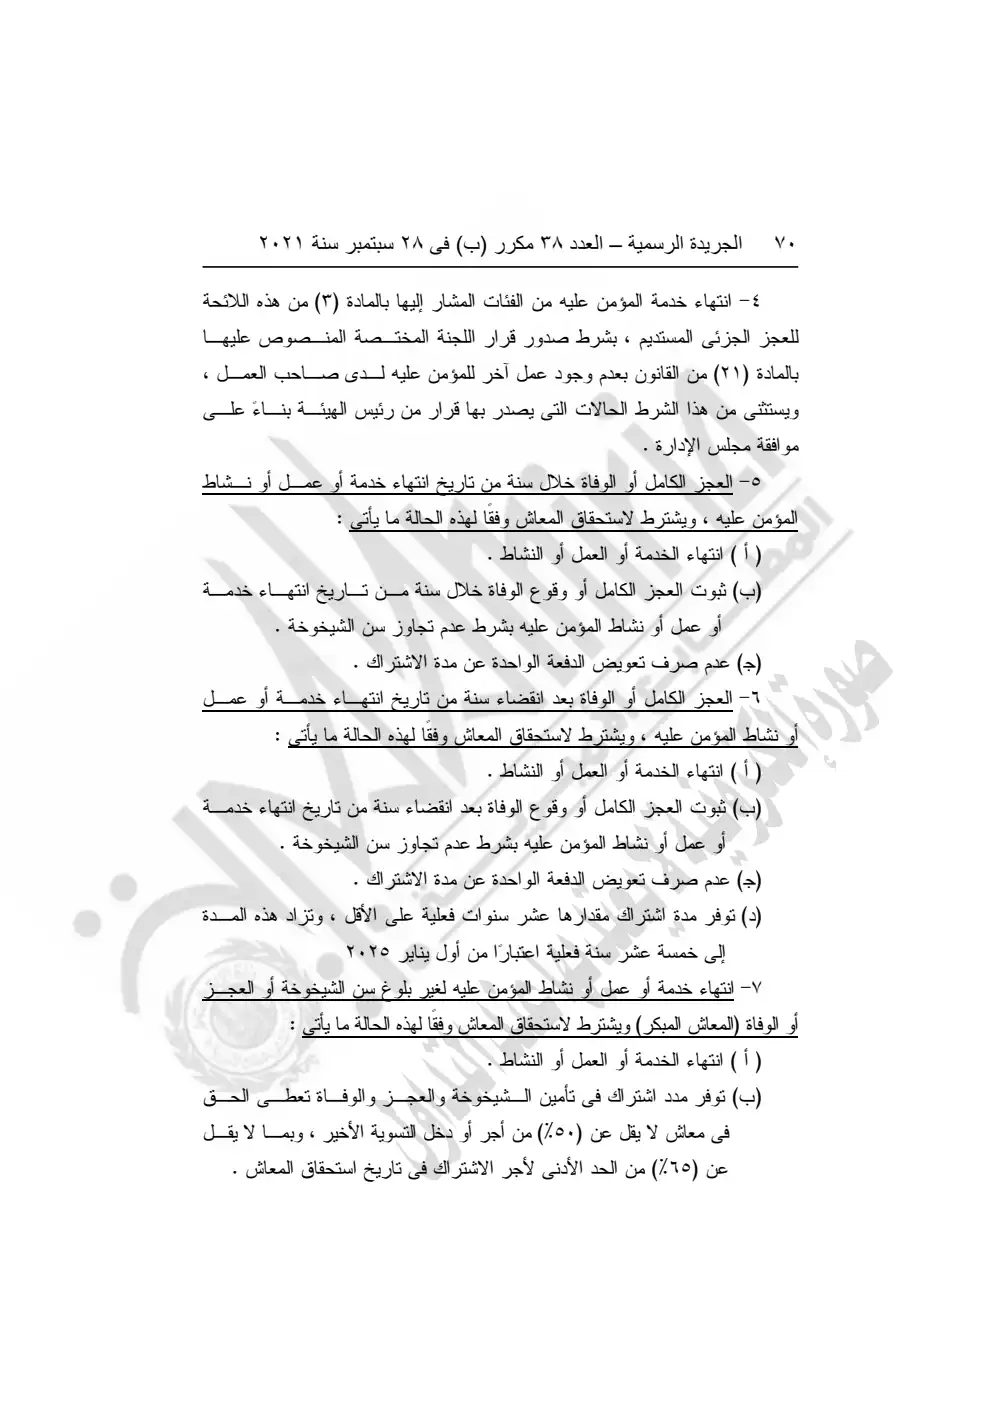 ٧٠ الجريدة الرسمية – العدد ٣٨ مكرر (ب) فى ٢٨ سبتمبر سنة ٢٠٢١
٤- انتهاء خدمة المؤمن عليه من الفئات المشار إليها بالمادة (٣) من هذه اللائحة
للعجز الجزئى المستديم ، بشرط صدور قرار اللجنة المختصة المنصوص عليها
بالمادة (٢١) من القانون بعدم وجود عمل آخر للمؤمن عليه لدى صاحب العمل ،
ويستثنى من هذا الشرط الحالات التى يصدر بها قرار من رئيس الهيئة بناءً على
موافقة مجلس الإدارة .
٥- العجز الكامل أو الوفاة خلال سنة من تاريخ انتهاء خدمة أو عمل أو نشاط
المؤمن عليه ، ويشترط لاستحقاق المعاش وفقًا لهذه الحالة ما يأتى :
( أ ) انتهاء الخدمة أو العمل أو النشاط .
(ب) ثبوت العجز الكامل أو وقوع الوفاة خلال سنة من تاريخ انتهاء خدمة
أو عمل أو نشاط المؤمن عليه بشرط عدم تجاوز سن الشيخوخة .
(ج) عدم صرف تعويض الدفعة الواحدة عن مدة الاشتراك .
٦- العجز الكامل أو الوفاة بعد انقضاء سنة من تاريخ انتهاء خدمة أو عمل
أو نشاط المؤمن عليه ، ويشترط لاستحقاق المعاش وفقًا لهذه الحالة ما يأتى :
( أ ) انتهاء الخدمة أو العمل أو النشاط .
(ب) ثبوت العجز الكامل أو وقوع الوفاة بعد انقضاء سنة من تاريخ انتهاء خدمة
أو عمل أو نشاط المؤمن عليه بشرط عدم تجاوز سن الشيخوخة .
(ج) عدم صرف تعويض الدفعة الواحدة عن مدة الاشتراك .
(د) توفر مدة اشتراك مقدارها عشر سنوات فعلية على الأقل ، وتزاد هذه المدة
إلى خمسة عشر سنة فعلية اعتبارًا من أول يناير ٢٠٢٥
٧- انتهاء خدمة أو عمل أو نشاط المؤمن عليه لغير بلوغ سن الشيخوخة أو العجز
أو الوفاة (المعاش المبكر) ويشترط لاستحقاق المعاش وفقًا لهذه الحالة ما يأتى :
( أ ) انتهاء الخدمة أو العمل أو النشاط .
(ب) توفر مدد اشتراك فى تأمين الشيخوخة والعجز والوفاة تعطى الحق
فى معاش لا يقل عن (٥٠٪) من أجر أو دخل التسوية الأخير ، وبما لا يقل
عن (٦٥٪) من الحد الأدنى لأجر الاشتراك فى تاريخ استحقاق المعاش .